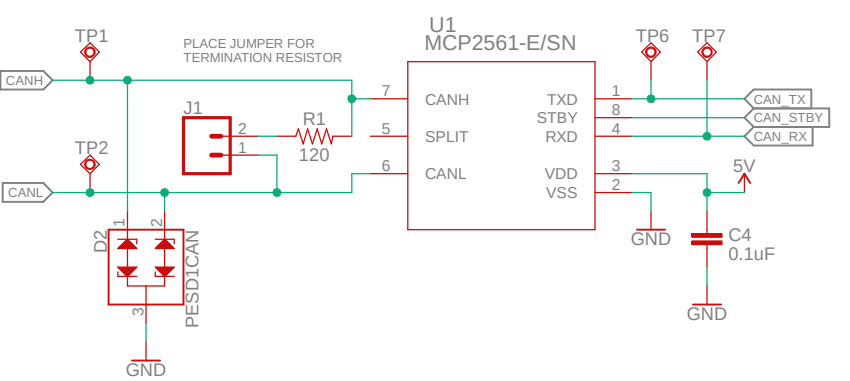 U1
MCP2561-E/SN
TP1
PLACE JUMPER FOR
TERMINATION RESISTOR
TP6
TP7
CANH
J1
2
1
R1
120
7
CANH
TXD
1
CAN_TX
STBY
8
CAN_STBY
5
SPLIT
RXD
4
CAN_RX
TP2
6
CANL
VDD
3
5V
CANL
VSS
2
GND
C4
0.1uF
GND
1
2
D2
PESD1CAN
3
GND